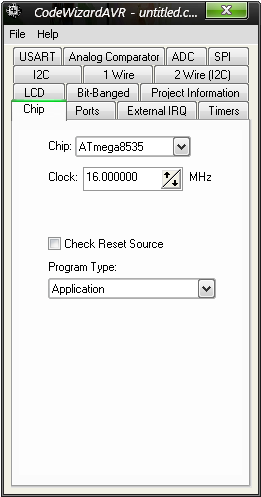 CodeWizardAVR - untitled.c...
File Help
USART Analog Comparator ADC SPI
I2C 1 Wire 2 Wire (I2C)
LCD Bit-Banged Project Information
Chip Ports External IRQ Timers
Chip: ATmega8535
Clock: 16.000000 MHz
Check Reset Source
Program Type:
Application